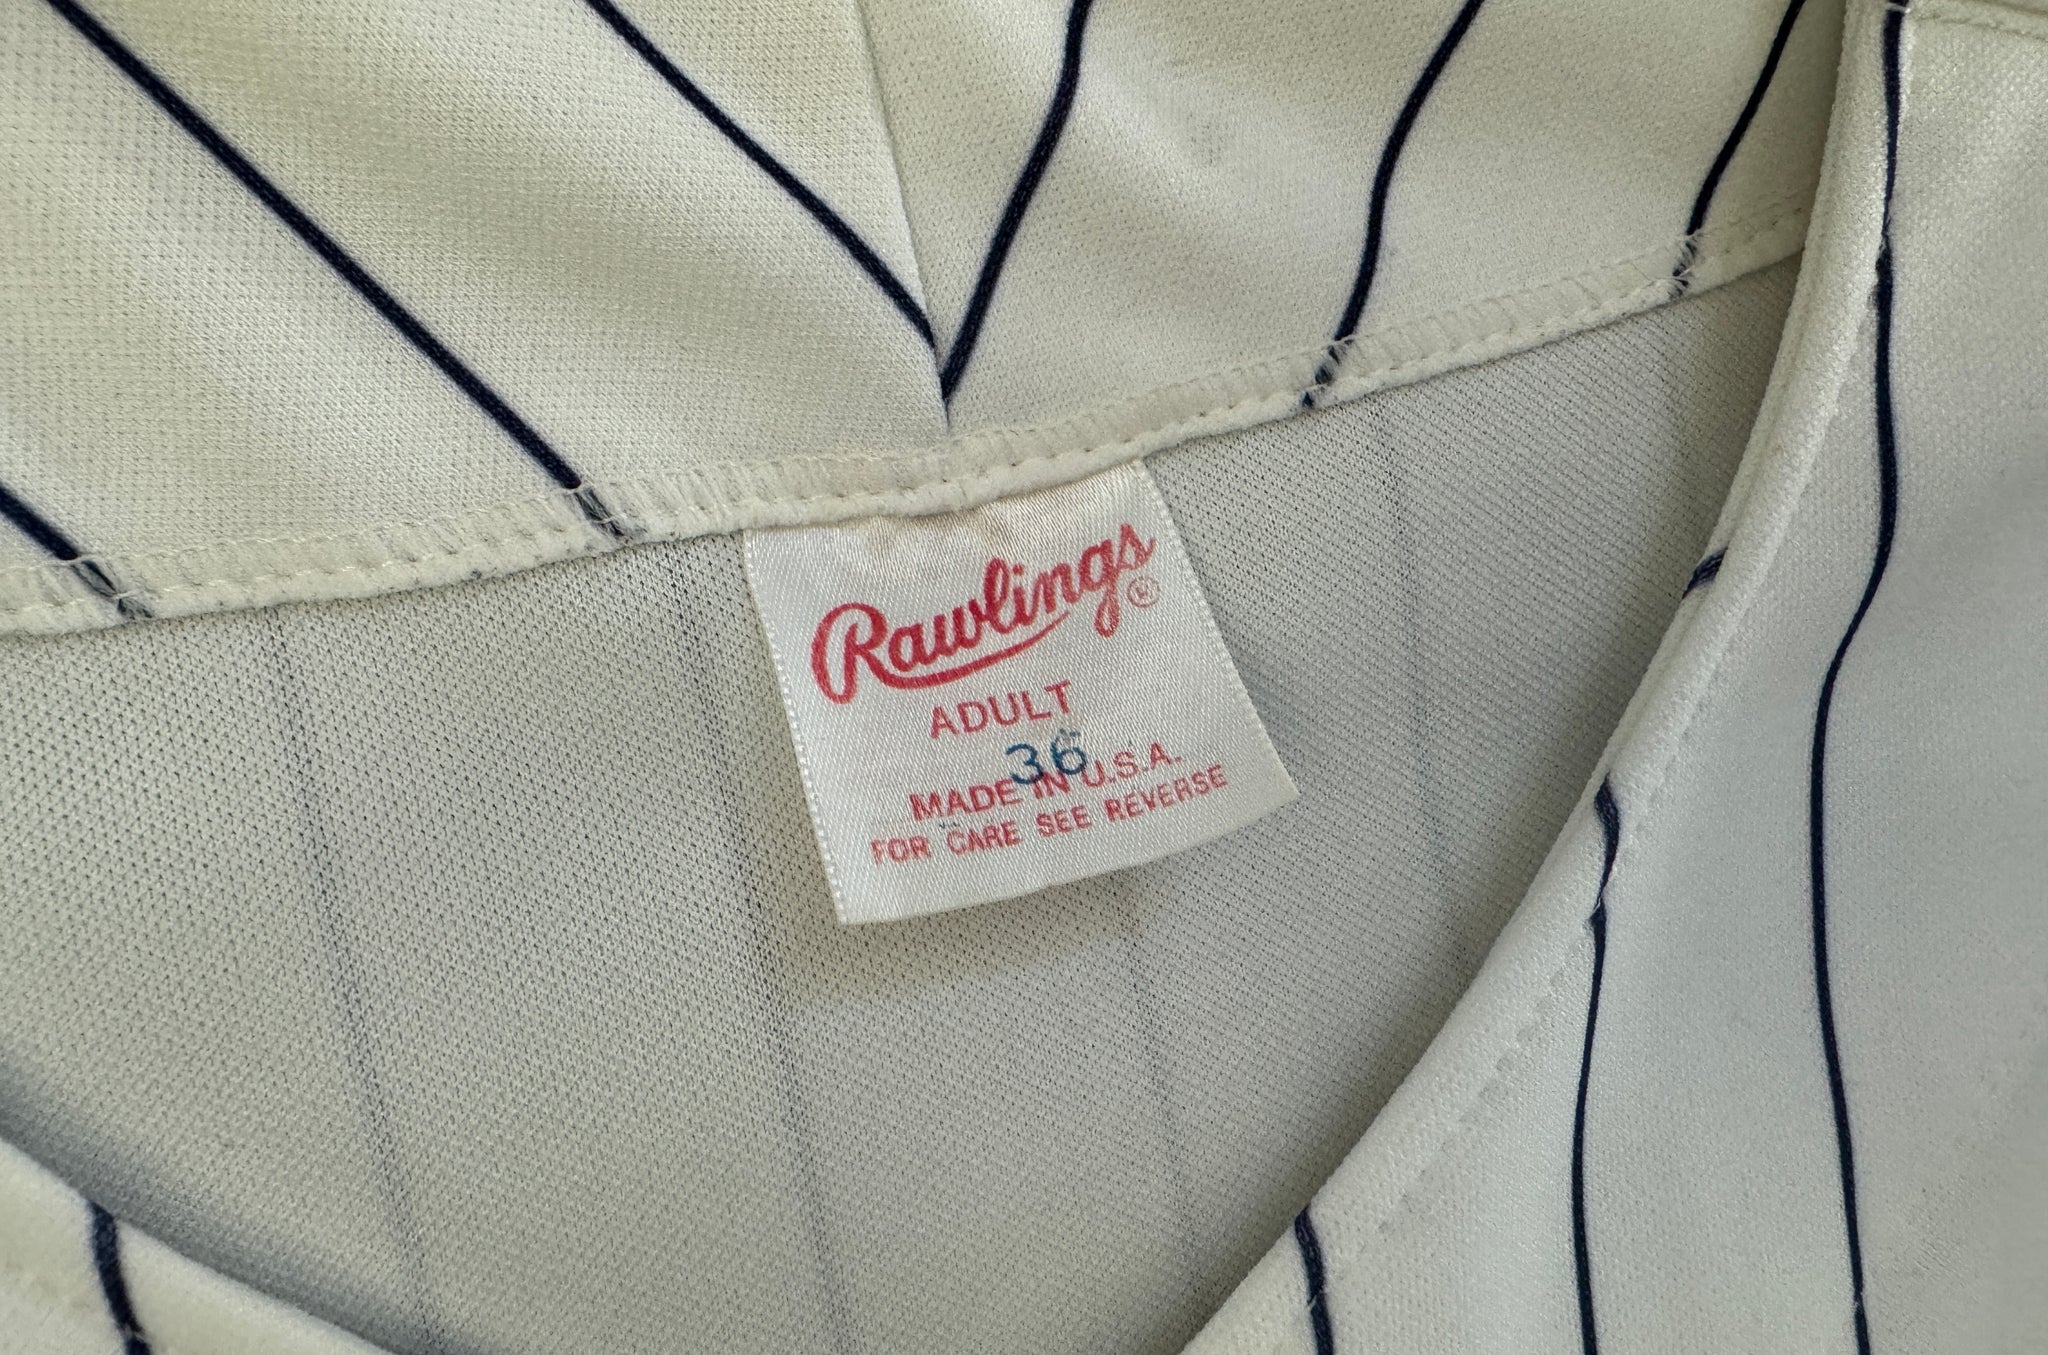 Rawlings®
ADULT
36
MADE IN U.S.A.
FOR CARE SEE REVERSE